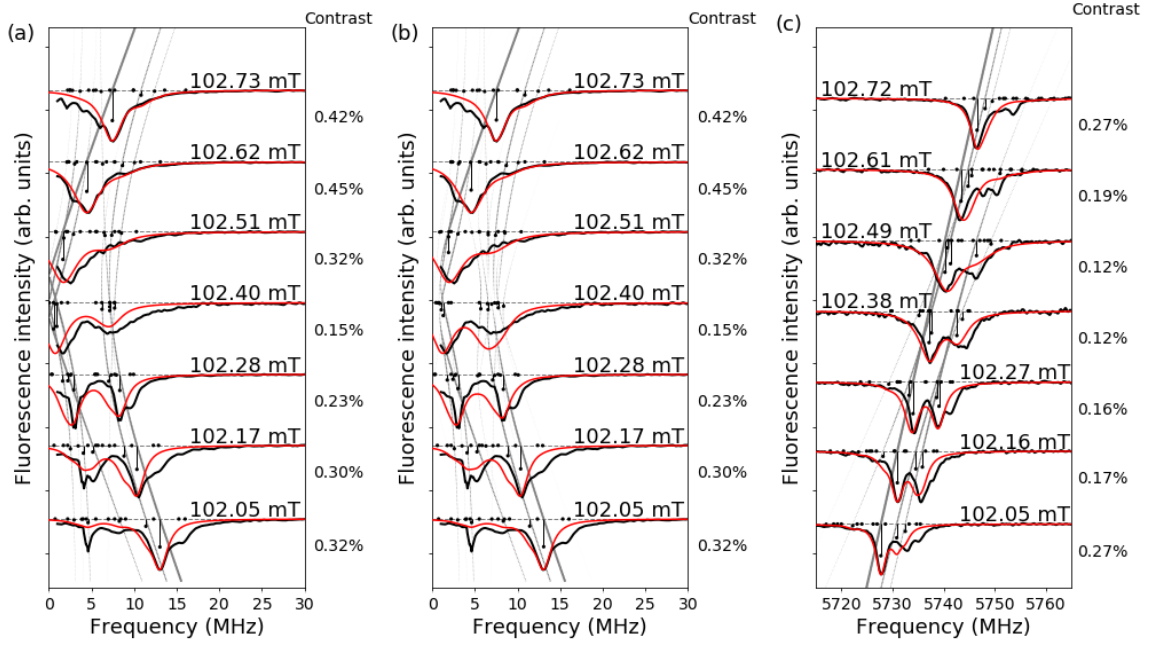 (a)
Contrast
102.73 mT
0.42%
102.62 mT
0.45%
102.51 mT
0.32%
102.40 mT
0.15%
102.28 mT
0.23%
102.17 mT
0.30%
102.05 mT
0.32%
Fluorescence intensity (arb. units)
0 5 10 15 20 25 30
Frequency (MHz)
(b)
Contrast
102.73 mT
0.42%
102.62 mT
0.45%
102.51 mT
0.32%
102.40 mT
0.15%
102.28 mT
0.23%
102.17 mT
0.30%
102.05 mT
0.32%
Fluorescence intensity (arb. units)
0 5 10 15 20 25 30
Frequency (MHz)
(c)
Contrast
102.72 mT
0.27%
102.61 mT
0.19%
102.49 mT
0.12%
102.38 mT
0.12%
102.27 mT
0.16%
102.16 mT
0.17%
102.05 mT
0.27%
Fluorescence intensity (arb. units)
5720 5730 5740 5750 5760
Frequency (MHz)